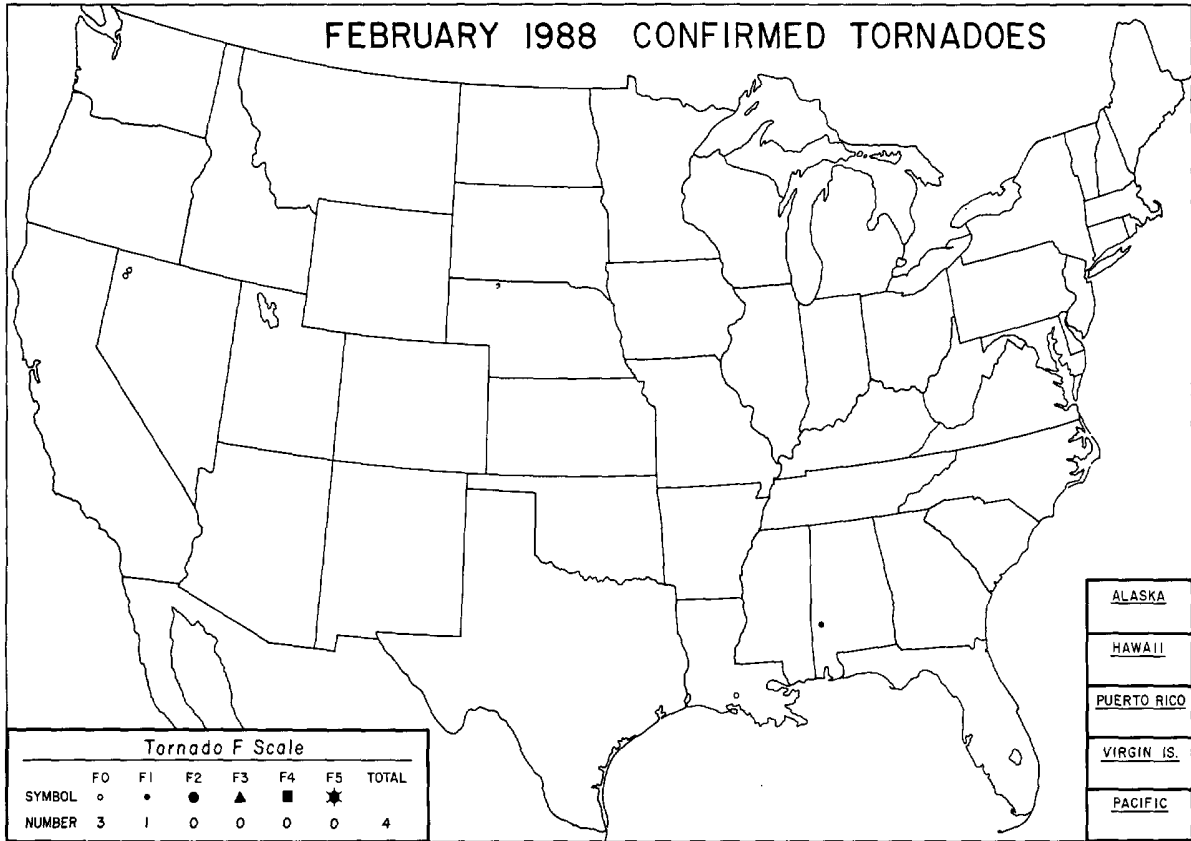 FEBRUARY 1988 CONFIRMED TORNADOES
ALASKA
HAWAII
PUERTO RICO
VIRGIN IS.
PACIFIC
Tornado F Scale
F0 F1 F2 F3 F4 F5 TOTAL
SYMBOL
NUMBER 3 1 0 0 0 0 4